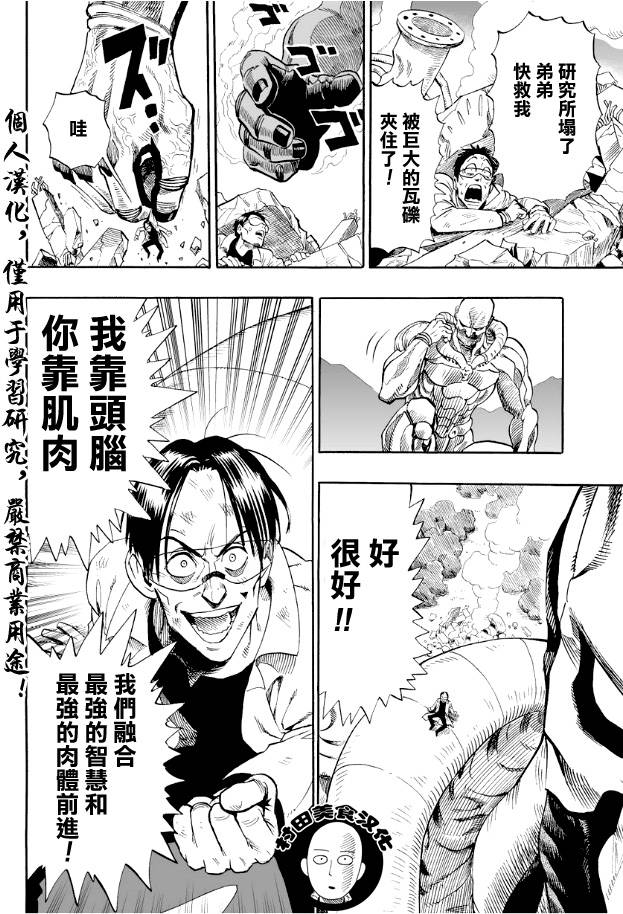 研究所塌了
弟弟
快救我
被巨大的瓦礫
夾住了！
ゴゴゴ
ズズ
哇
好
很好!!
我靠頭腦
你靠肌肉
我們融合
最強的智慧和
最強的肉體前進！
村田美食汉化
個人漢化，僅用于學習研究，嚴禁商業用途！